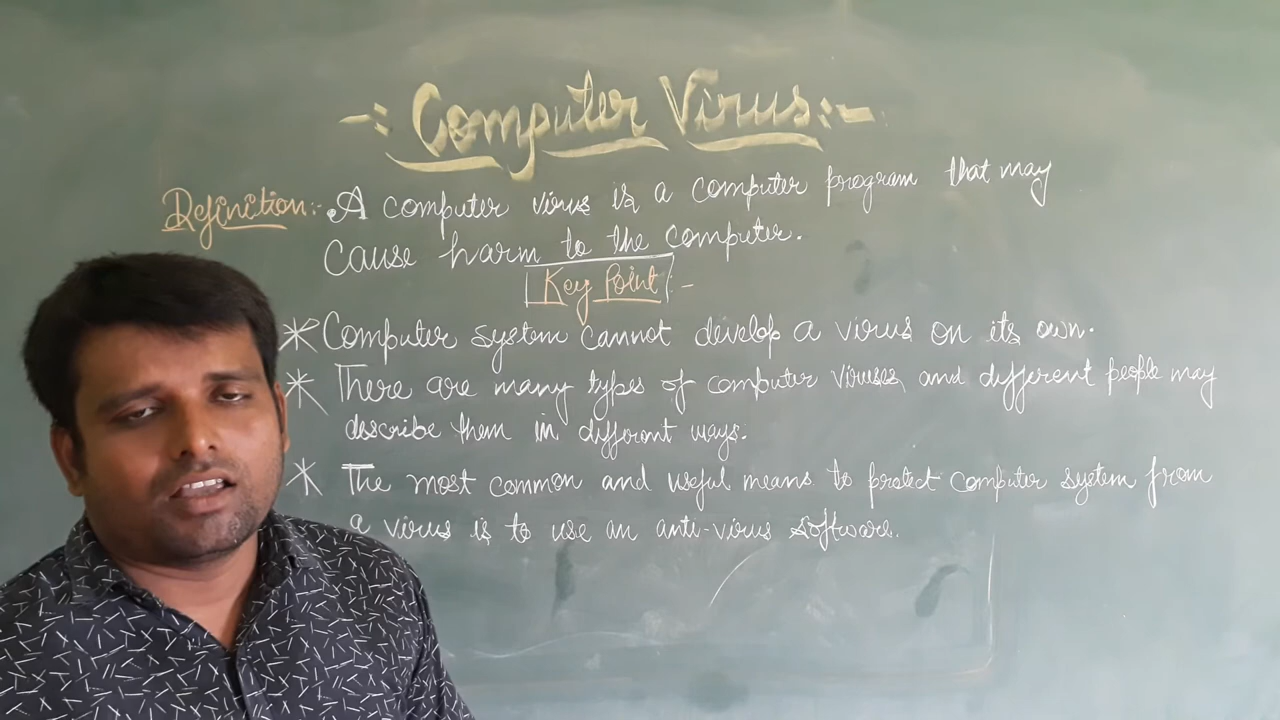 -: Computer Virus:-
Definition:- A computer virus is a computer program that may
cause harm to the computer.
Key Point :-
* Computer system cannot develop a virus on its own.
* There are many types of computer viruses, and different people may
describe them in different ways.
* The most common and useful means to protect computer system from
a virus is to use an anti-virus software.